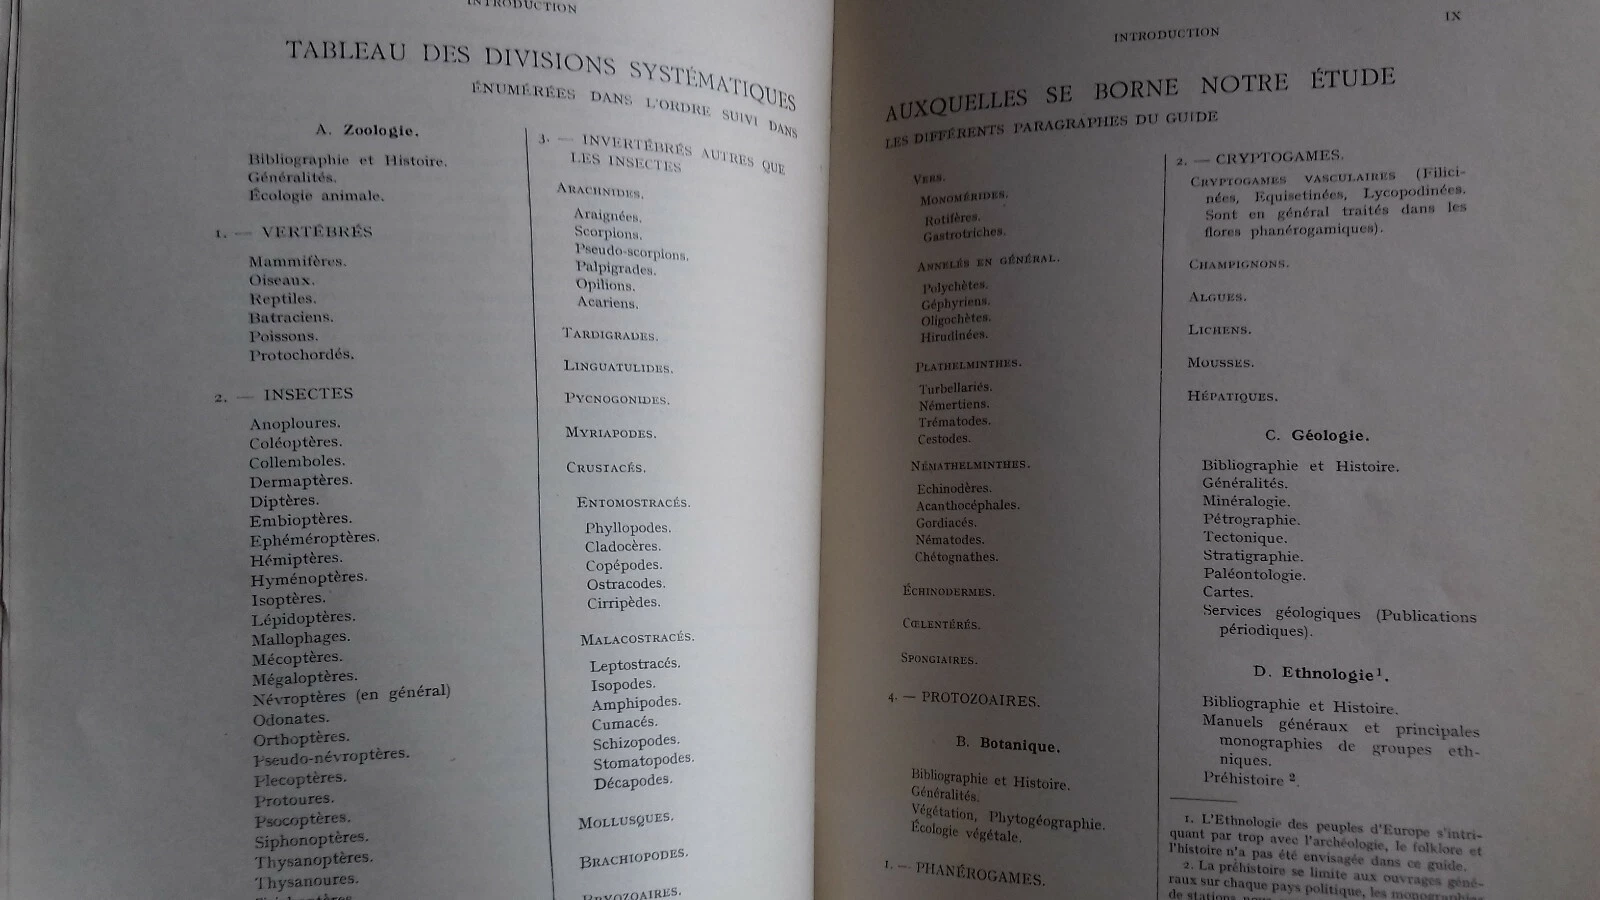 INTRODUCTION
TABLEAU DES DIVISIONS SYSTÉMATIQUES
ÉNUMÉRÉES DANS L'ORDRE SUIVI DANS
A. Zoologie.
Bibliographie et Histoire.
Généralités.
Écologie animale.
1. — VERTÉBRÉS
Mammifères.
Oiseaux.
Reptiles.
Batraciens.
Poissons.
Protochordés.
2. — INSECTES
Anoploures.
Coléoptères.
Collemboles.
Dermaptères.
Diptères.
Embioptères.
Ephéméroptères.
Hémiptères.
Hyménoptères.
Isoptères.
Lépidoptères.
Mallophages.
Mécoptères.
Mégaloptères.
Névroptères (en général)
Odonates.
Orthoptères.
Pseudo-névroptères.
Plecoptères.
Protoures.
Psocoptères.
Siphonoptères.
Thysanoptères.
Thysanoures.
3. — INVERTÉBRÉS AUTRES QUE
LES INSECTES
ARACHNIDES.
Araignées.
Scorpions.
Pseudo-scorpions.
Palpigrades.
Opilions.
Acariens.
TARDIGRADES.
LINGUATULIDES.
PYCNOGONIDES.
MYRIAPODES.
CRUSTACÉS.
ENTOMOSTRACÉS.
Phyllopodes.
Cladocères.
Copépodes.
Ostracodes.
Cirripèdes.
MALACOSTRACÉS.
Leptostracés.
Isopodes.
Amphipodes.
Cumacés.
Schizopodes.
Stomatopodes.
Décapodes.
MOLLUSQUES.
BRACHIOPODES.
BRYOZOAIRES.
INTRODUCTION
IX
AUXQUELLES SE BORNE NOTRE ÉTUDE
LES DIFFÉRENTS PARAGRAPHES DU GUIDE
VERS.
MONOMÉRIDES.
Rotifères.
Gastrotriches.
ANNELÉS EN GÉNÉRAL.
Polychètes.
Géphyriens.
Oligochètes.
Hirudinées.
PLATHELMINTHES.
Turbellariés.
Némertiens.
Trématodes.
Cestodes.
NÉMATHELMINTHES.
Echinodères.
Acanthocéphales.
Gordiacés.
Nématodes.
Chétognathes.
ÉCHINODERMES.
CŒLENTÉRÉS.
SPONGIAIRES.
4. — PROTOZOAIRES.
B. Botanique.
Bibliographie et Histoire.
Généralités.
Végétation, Phytogéographie.
Écologie végétale.
1. — PHANÉROGAMES.
2. — CRYPTOGAMES.
CRYPTOGAMES VASCULAIRES (Filici-
nées, Equisetinées, Lycopodinées.
Sont en général traités dans les
flores phanérogamiques).
CHAMPIGNONS.
ALGUES.
LICHENS.
MOUSSES.
HÉPATIQUES.
C. Géologie.
Bibliographie et Histoire.
Généralités.
Minéralogie.
Pétrographie.
Tectonique.
Stratigraphie.
Paléontologie.
Cartes.
Services géologiques (Publications
périodiques).
D. Ethnologie¹.
Bibliographie et Histoire.
Manuels généraux et principales
monographies de groupes eth-
niques.
Préhistoire ².
1. L'Ethnologie des peuples d'Europe s'intri-
quant par trop avec l'archéologie, le folklore et
l'histoire n'a pas été envisagée dans ce guide.
2. La préhistoire se limite aux ouvrages géné-
raux sur chaque pays politique, les monographies
de stations